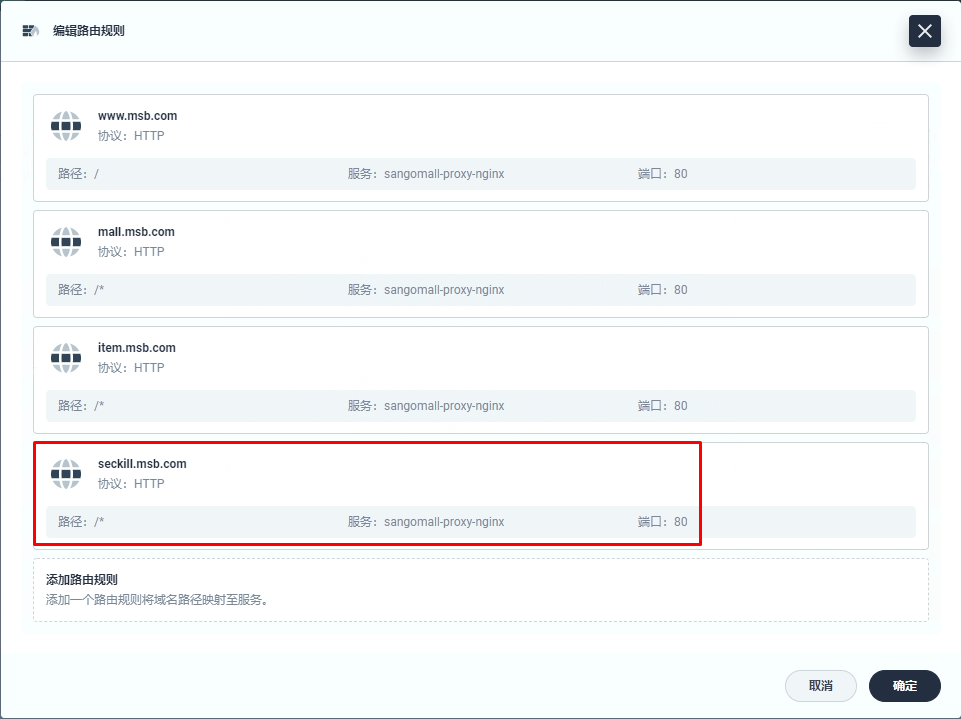 编辑路由规则
www.msb.com
协议：HTTP
路径：/ 服务：sangomall-proxy-nginx 端口：80
mall.msb.com
协议：HTTP
路径：/* 服务：sangomall-proxy-nginx 端口：80
item.msb.com
协议：HTTP
路径：/* 服务：sangomall-proxy-nginx 端口：80
seckill.msb.com
协议：HTTP
路径：/* 服务：sangomall-proxy-nginx 端口：80
添加路由规则
添加一个路由规则将域名路径映射至服务。
取消 确定